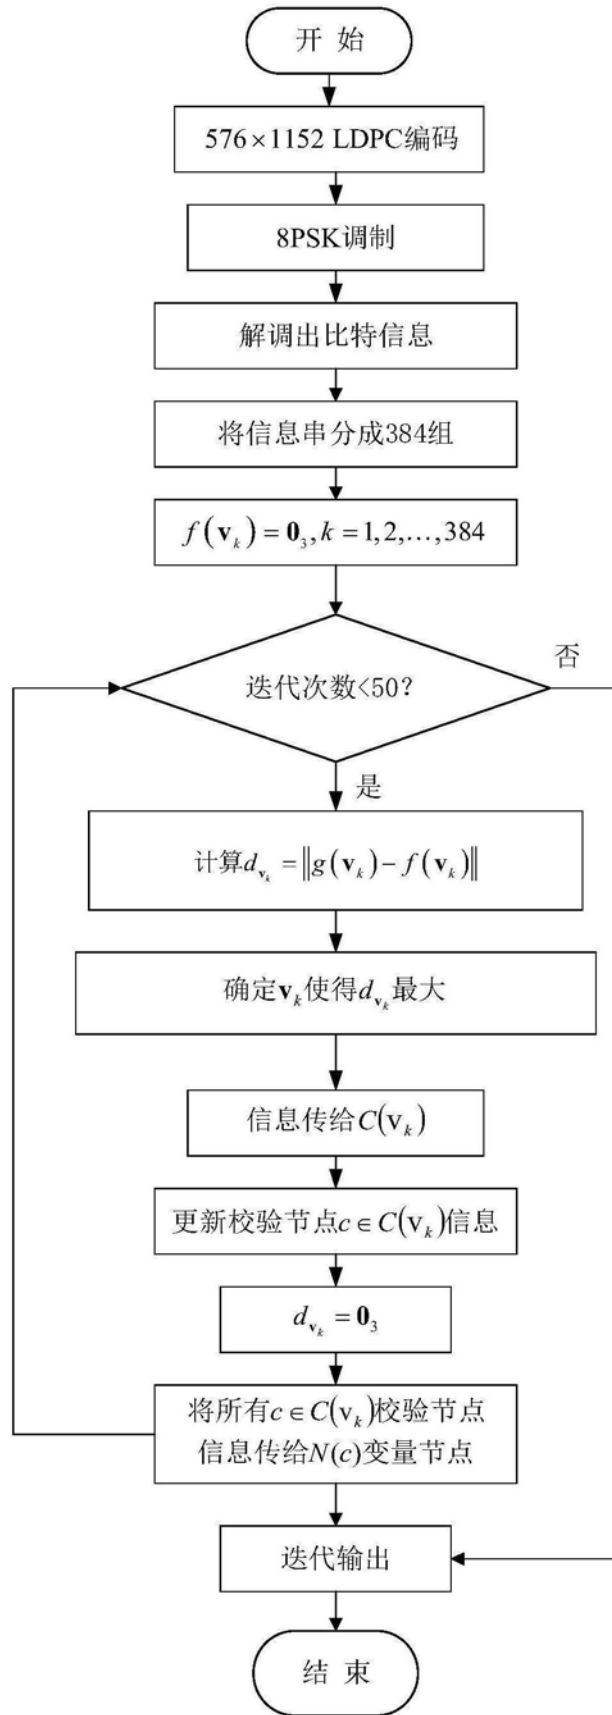 开 始
576×1152 LDPC编码
8PSK调制
解调出比特信息
将信息串分成384组
f(v_k)=0_3,k=1,2,…,384
迭代次数<50?
否
是
计算d_{v_k}=‖g(v_k)−f(v_k)‖
确定v_k使得d_{v_k}最大
信息传给C(v_k)
更新校验节点c∈C(v_k)信息
d_{v_k}=0_3
将所有c∈C(v_k)校验节点
信息传给N(c)变量节点
迭代输出
结 束